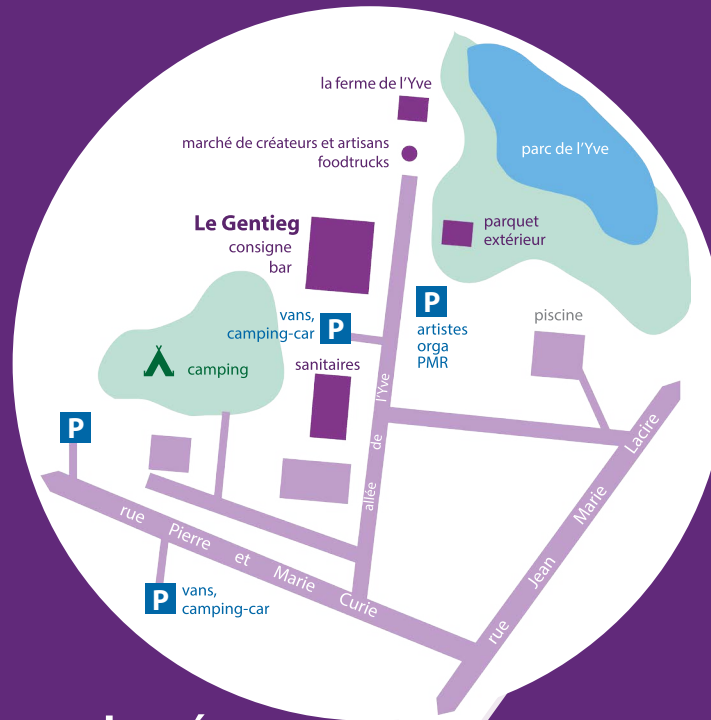 la ferme de l'Yve
marché de créateurs et artisans
foodtrucks
parc de l'Yve
Le Gentieg
consigne
bar
parquet
extérieur
P
artistes
orga
PMR
vans,
camping-car
P
piscine
sanitaires
camping
P
allée de l'Yve
rue Jean Marie Lacire
rue Pierre et Marie Curie
P
vans,
camping-car